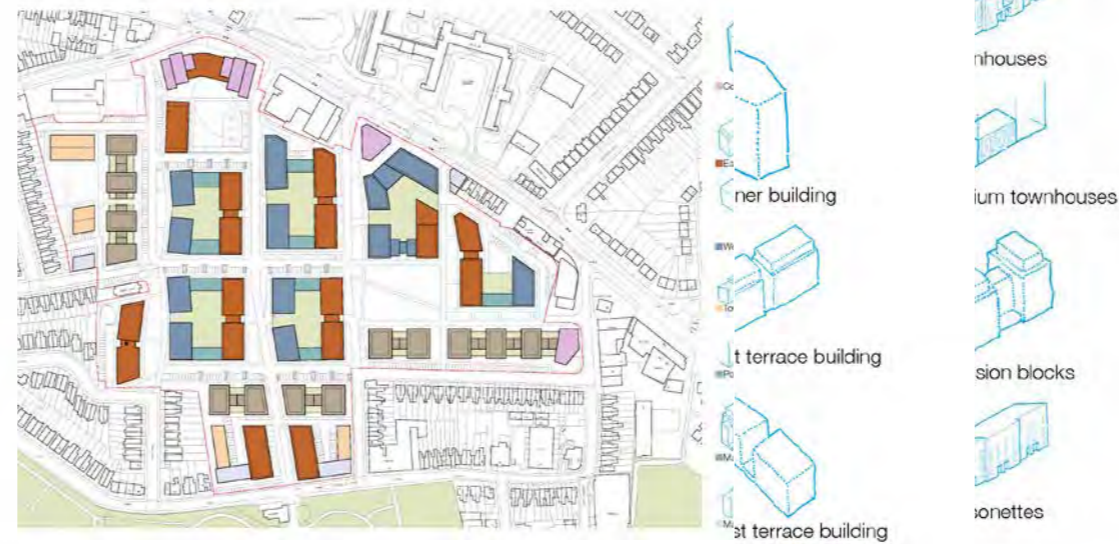 nhouses
ner building
ium townhouses
t terrace building
sion blocks
st terrace building
sonettes